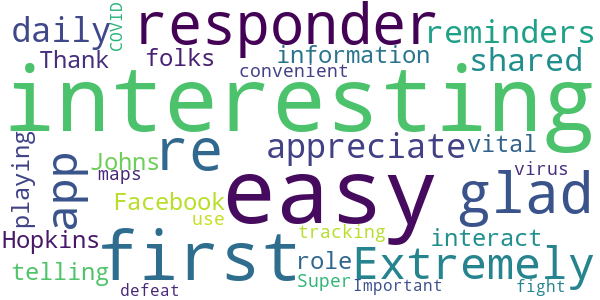 daily COVID responder reminders
Thank folks information shared
convenient
interesting
playing app Johns re appreciate vital
maps virus
Facebook easy glad
use
Hopkins first tracking interact
telling role Extremely
Super
defeat Important fight